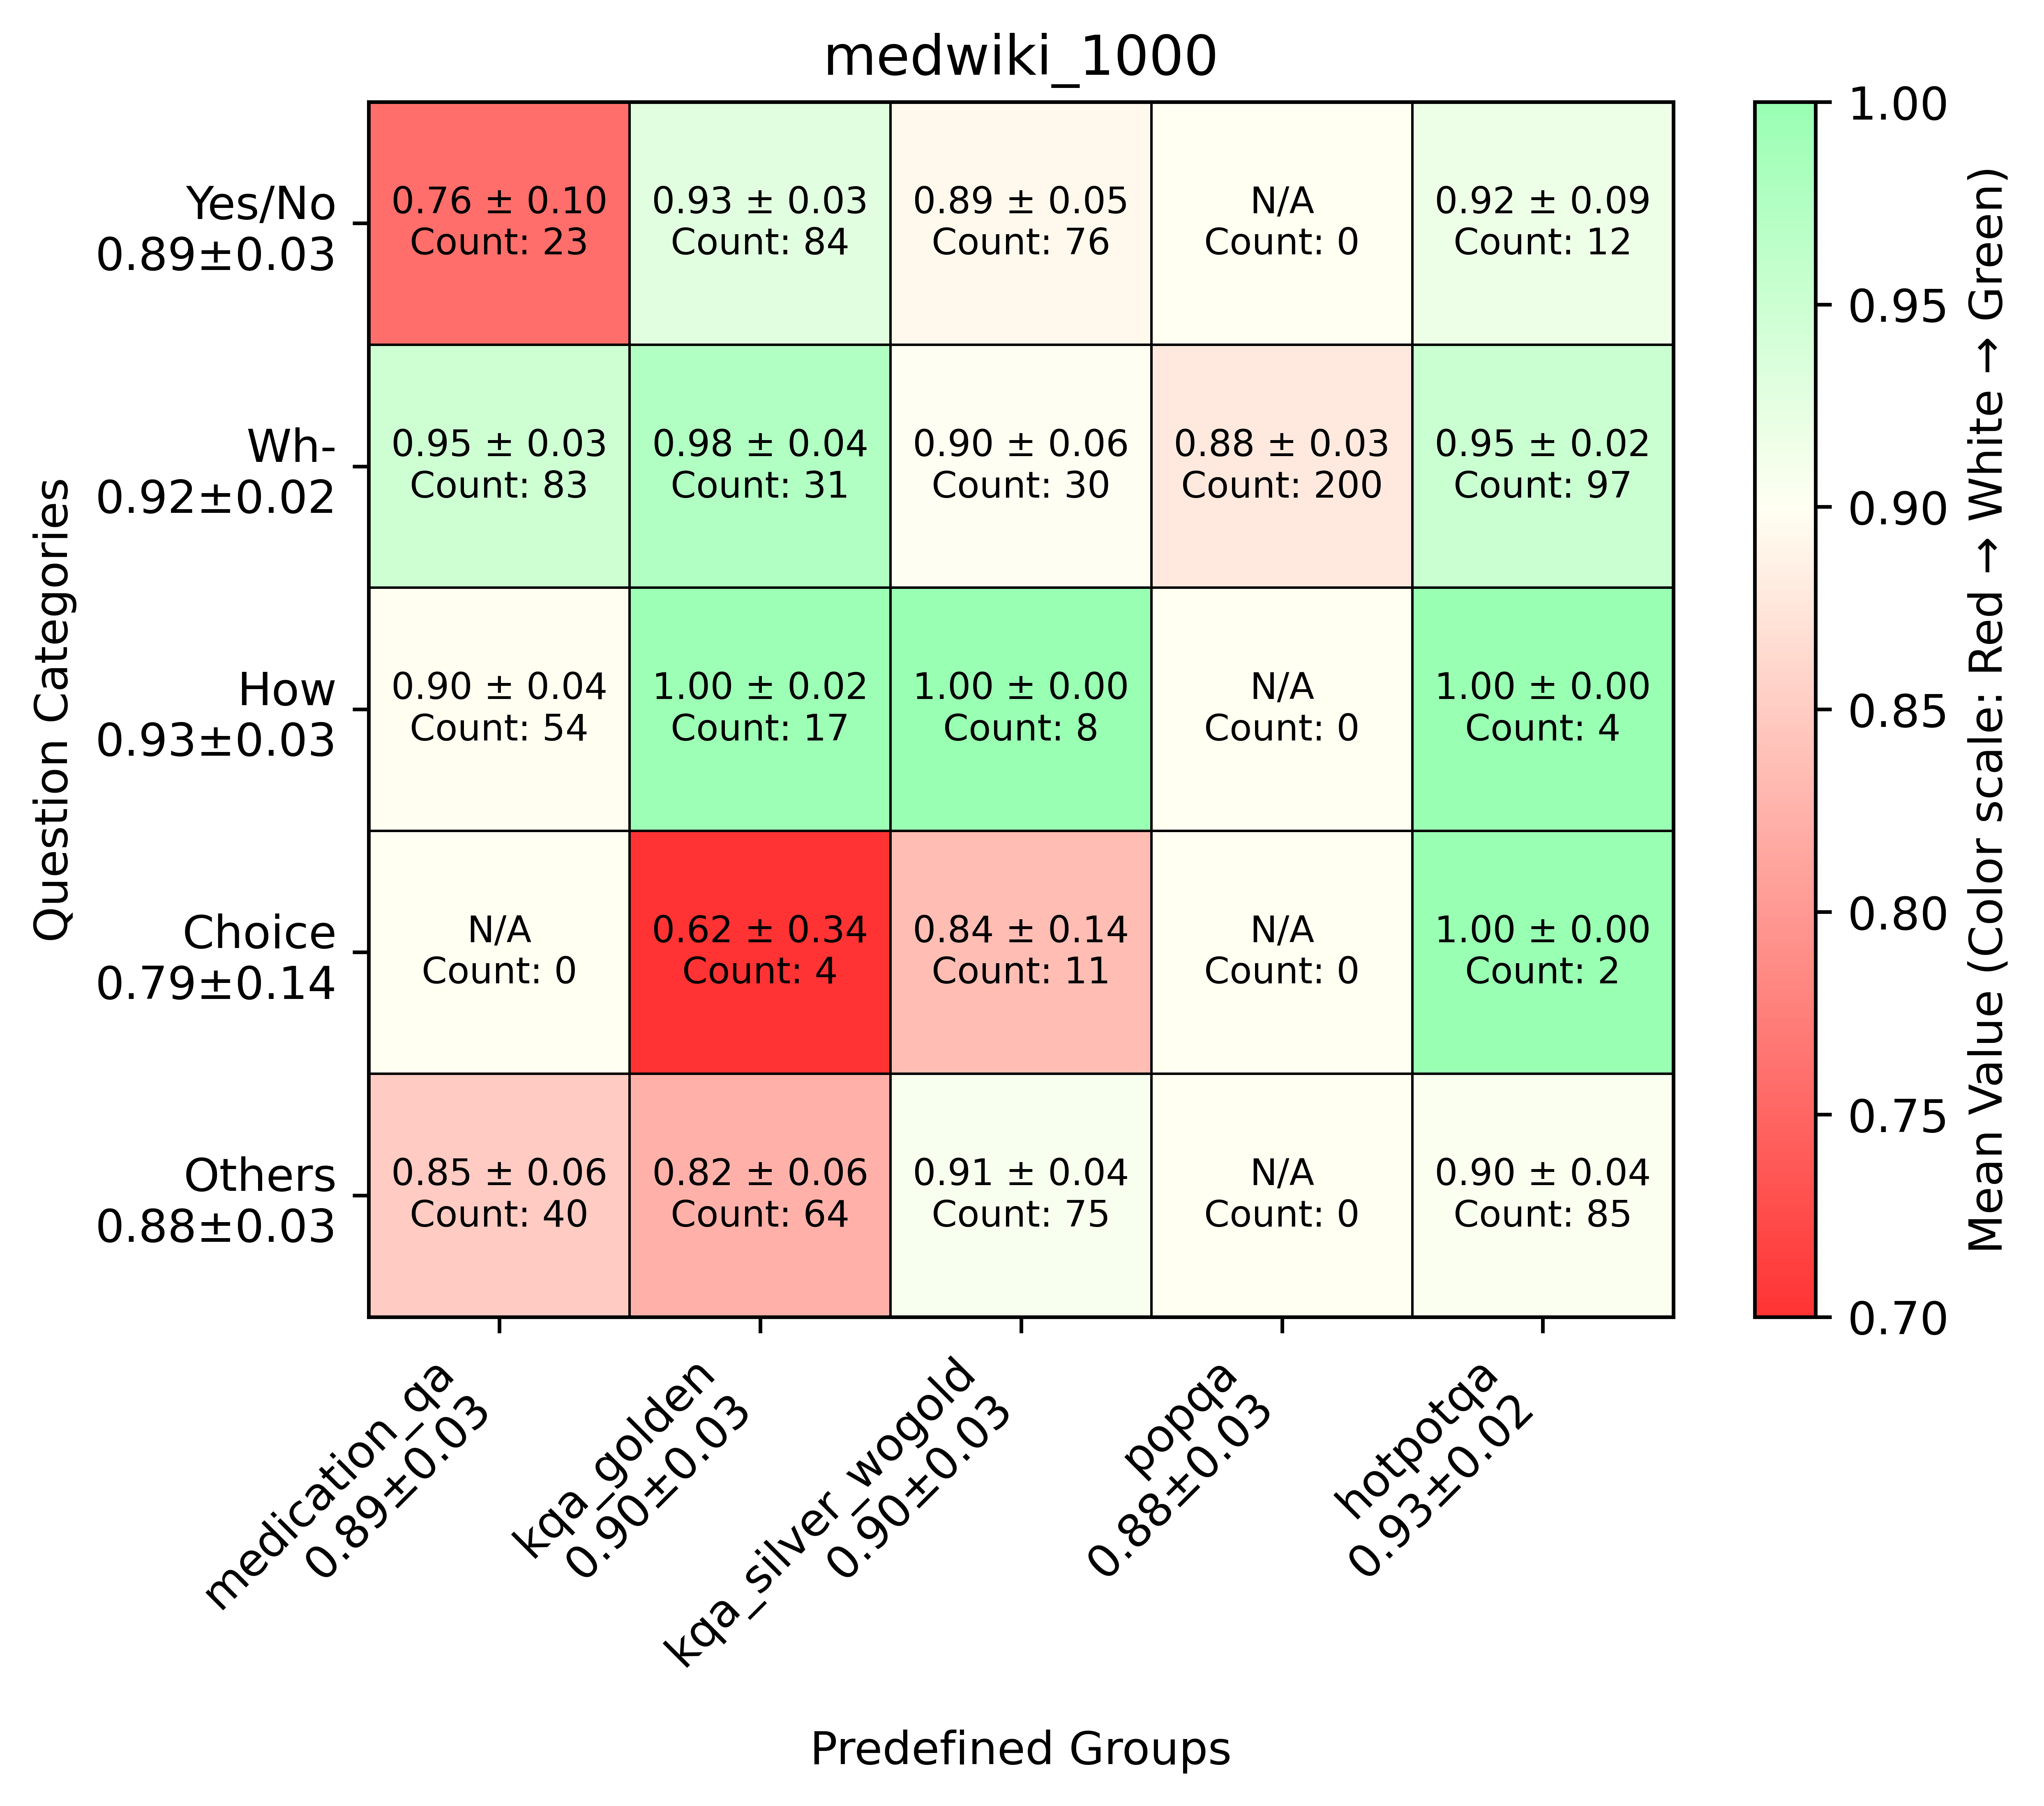 medwiki_1000
Question Categories
Yes/No
0.89±0.03
0.76 ± 0.10
Count: 23
0.93 ± 0.03
Count: 84
0.89 ± 0.05
Count: 76
N/A
Count: 0
0.92 ± 0.09
Count: 12
Wh-
0.92±0.02
0.95 ± 0.03
Count: 83
0.98 ± 0.04
Count: 31
0.90 ± 0.06
Count: 30
0.88 ± 0.03
Count: 200
0.95 ± 0.02
Count: 97
How
0.93±0.03
0.90 ± 0.04
Count: 54
1.00 ± 0.02
Count: 17
1.00 ± 0.00
Count: 8
N/A
Count: 0
1.00 ± 0.00
Count: 4
Choice
0.79±0.14
N/A
Count: 0
0.62 ± 0.34
Count: 4
0.84 ± 0.14
Count: 11
N/A
Count: 0
1.00 ± 0.00
Count: 2
Others
0.88±0.03
0.85 ± 0.06
Count: 40
0.82 ± 0.06
Count: 64
0.91 ± 0.04
Count: 75
N/A
Count: 0
0.90 ± 0.04
Count: 85
medication_qa
0.89±0.03
kqa_golden
0.90±0.03
kqa_silver_wogold
0.90±0.03
popqa
0.88±0.03
hotpotqa
0.93±0.02
Predefined Groups
1.00
0.95
0.90
0.85
0.80
0.75
0.70
Mean Value (Color scale: Red → White → Green)